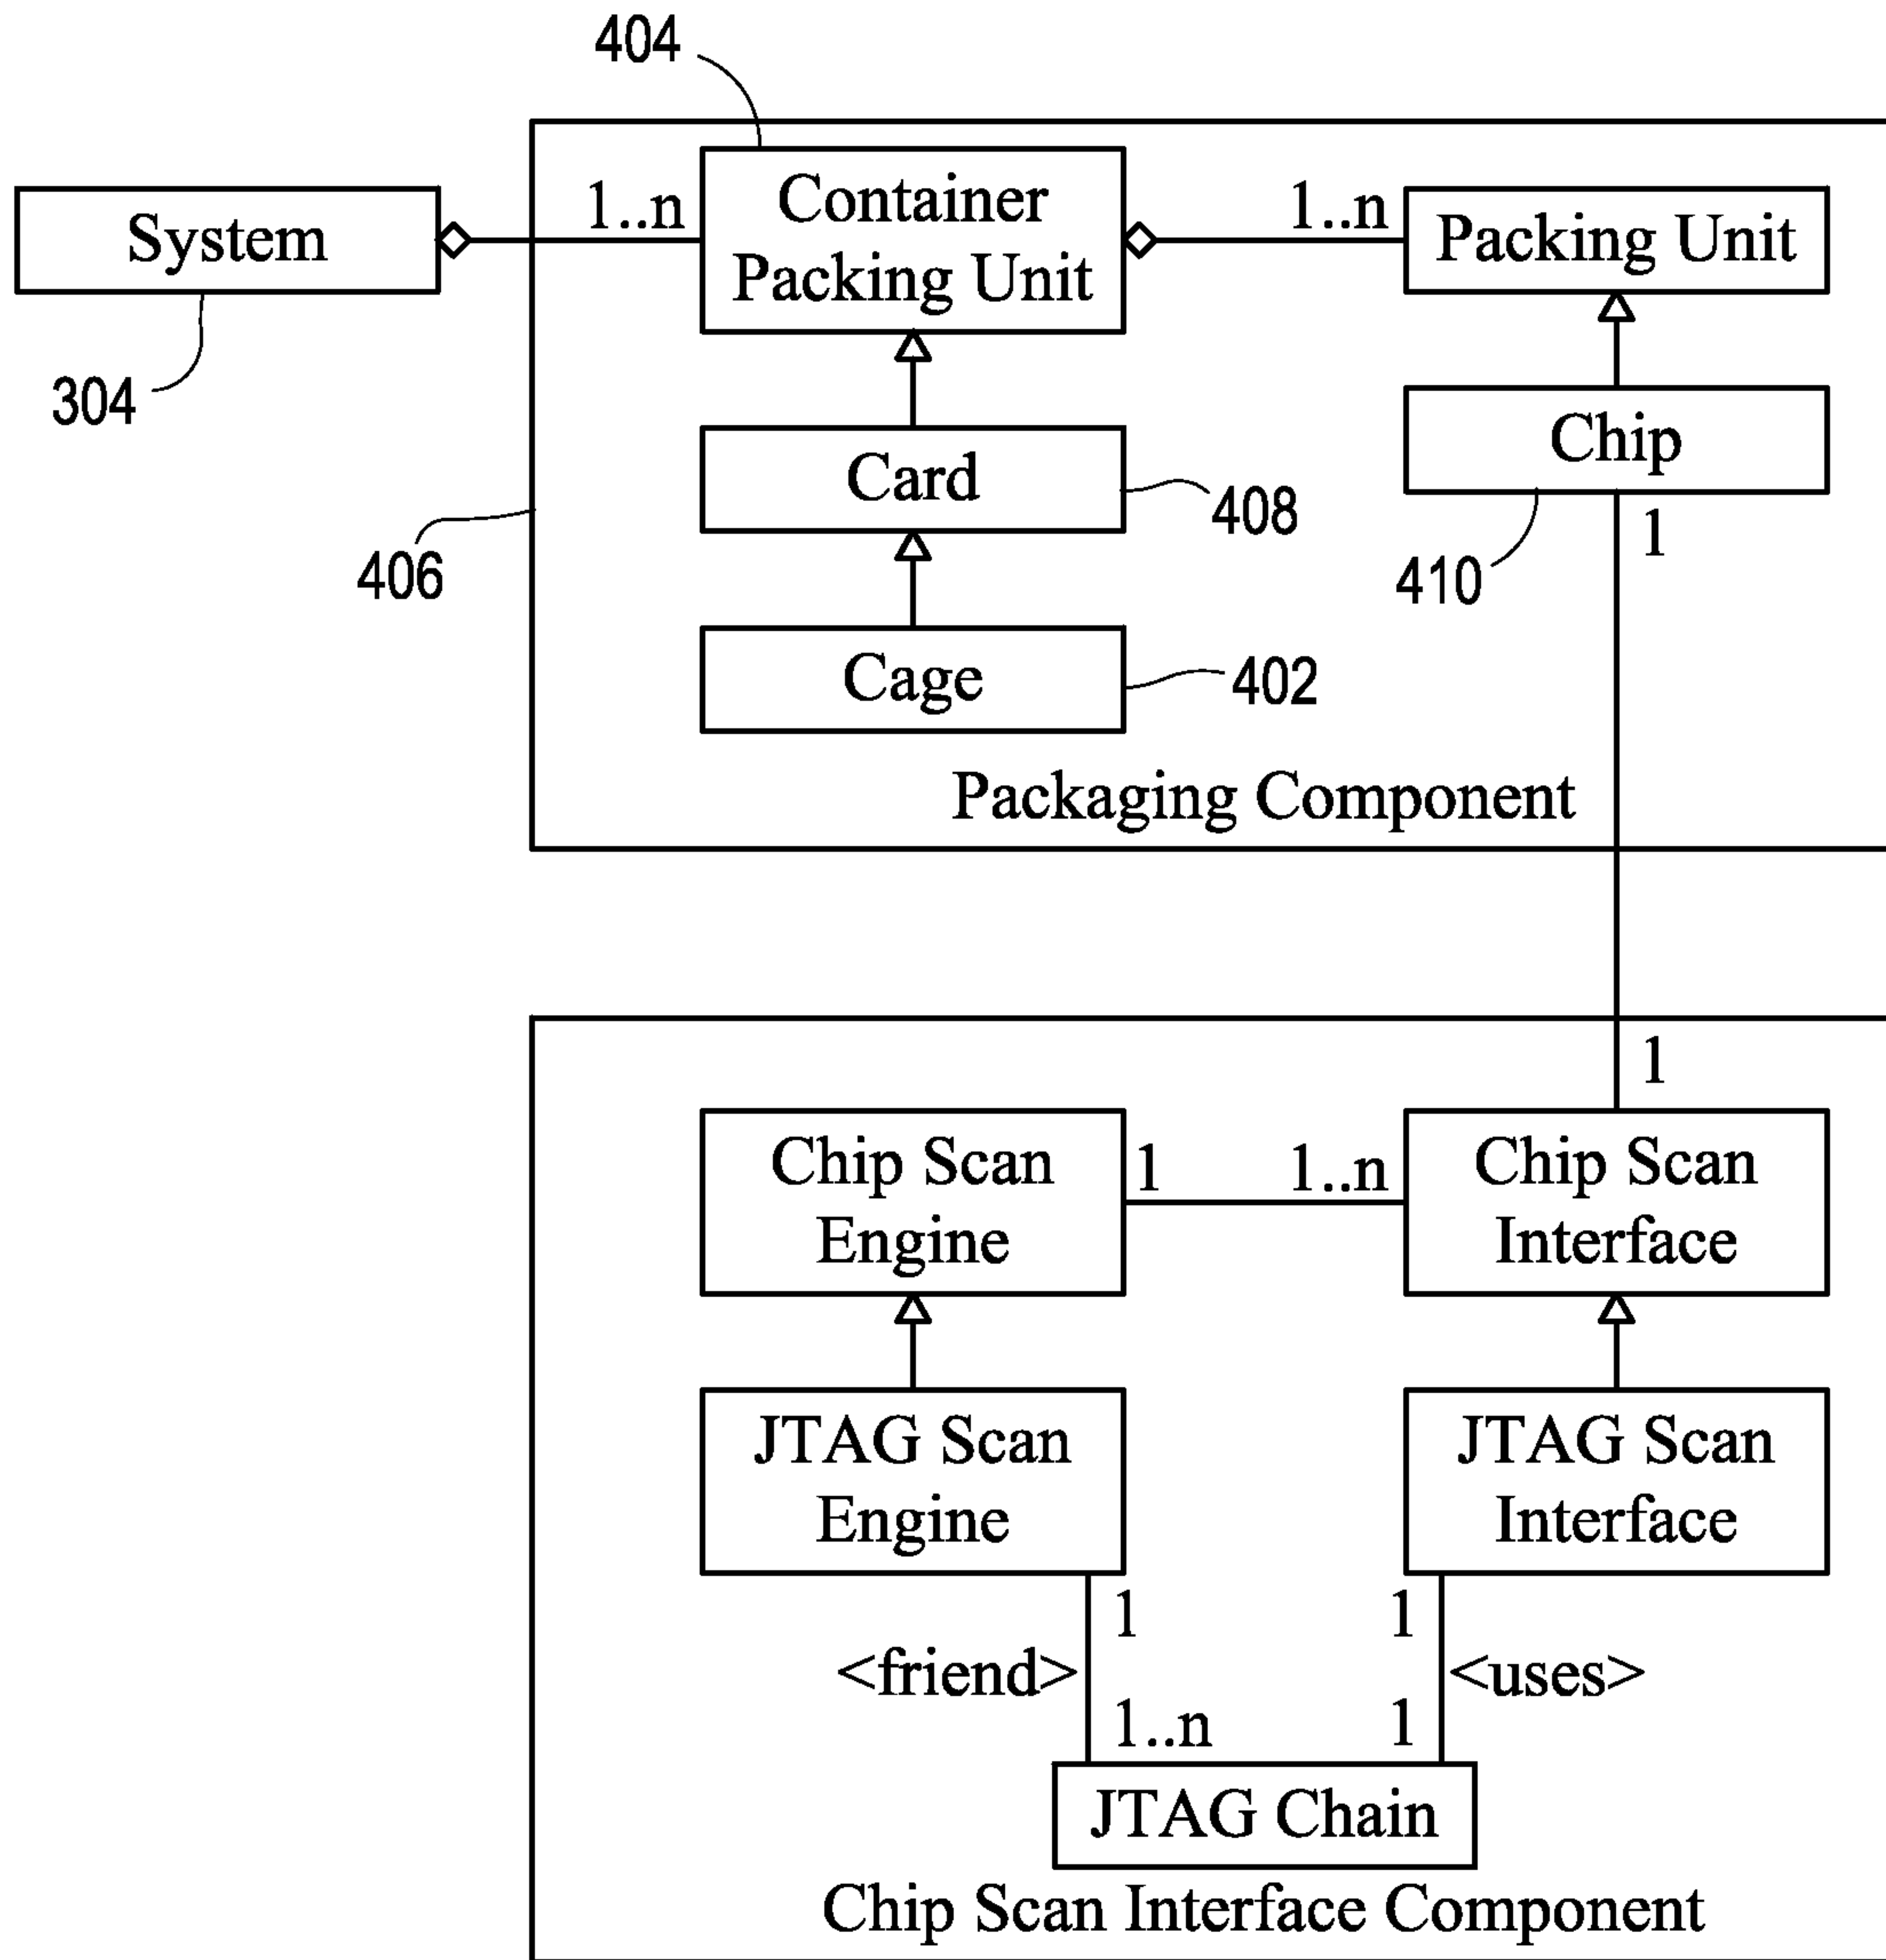 404
1..n
Container
Packing Unit
1..n
System
Packing Unit
304
Card
408
Chip
406
410
1
Cage
402
Packaging Component
1
Chip Scan
Engine
1
1..n
Chip Scan
Interface
JTAG Scan
Engine
JTAG Scan
Interface
1
1
<friend>
<uses>
1..n
1
JTAG Chain
Chip Scan Interface Component